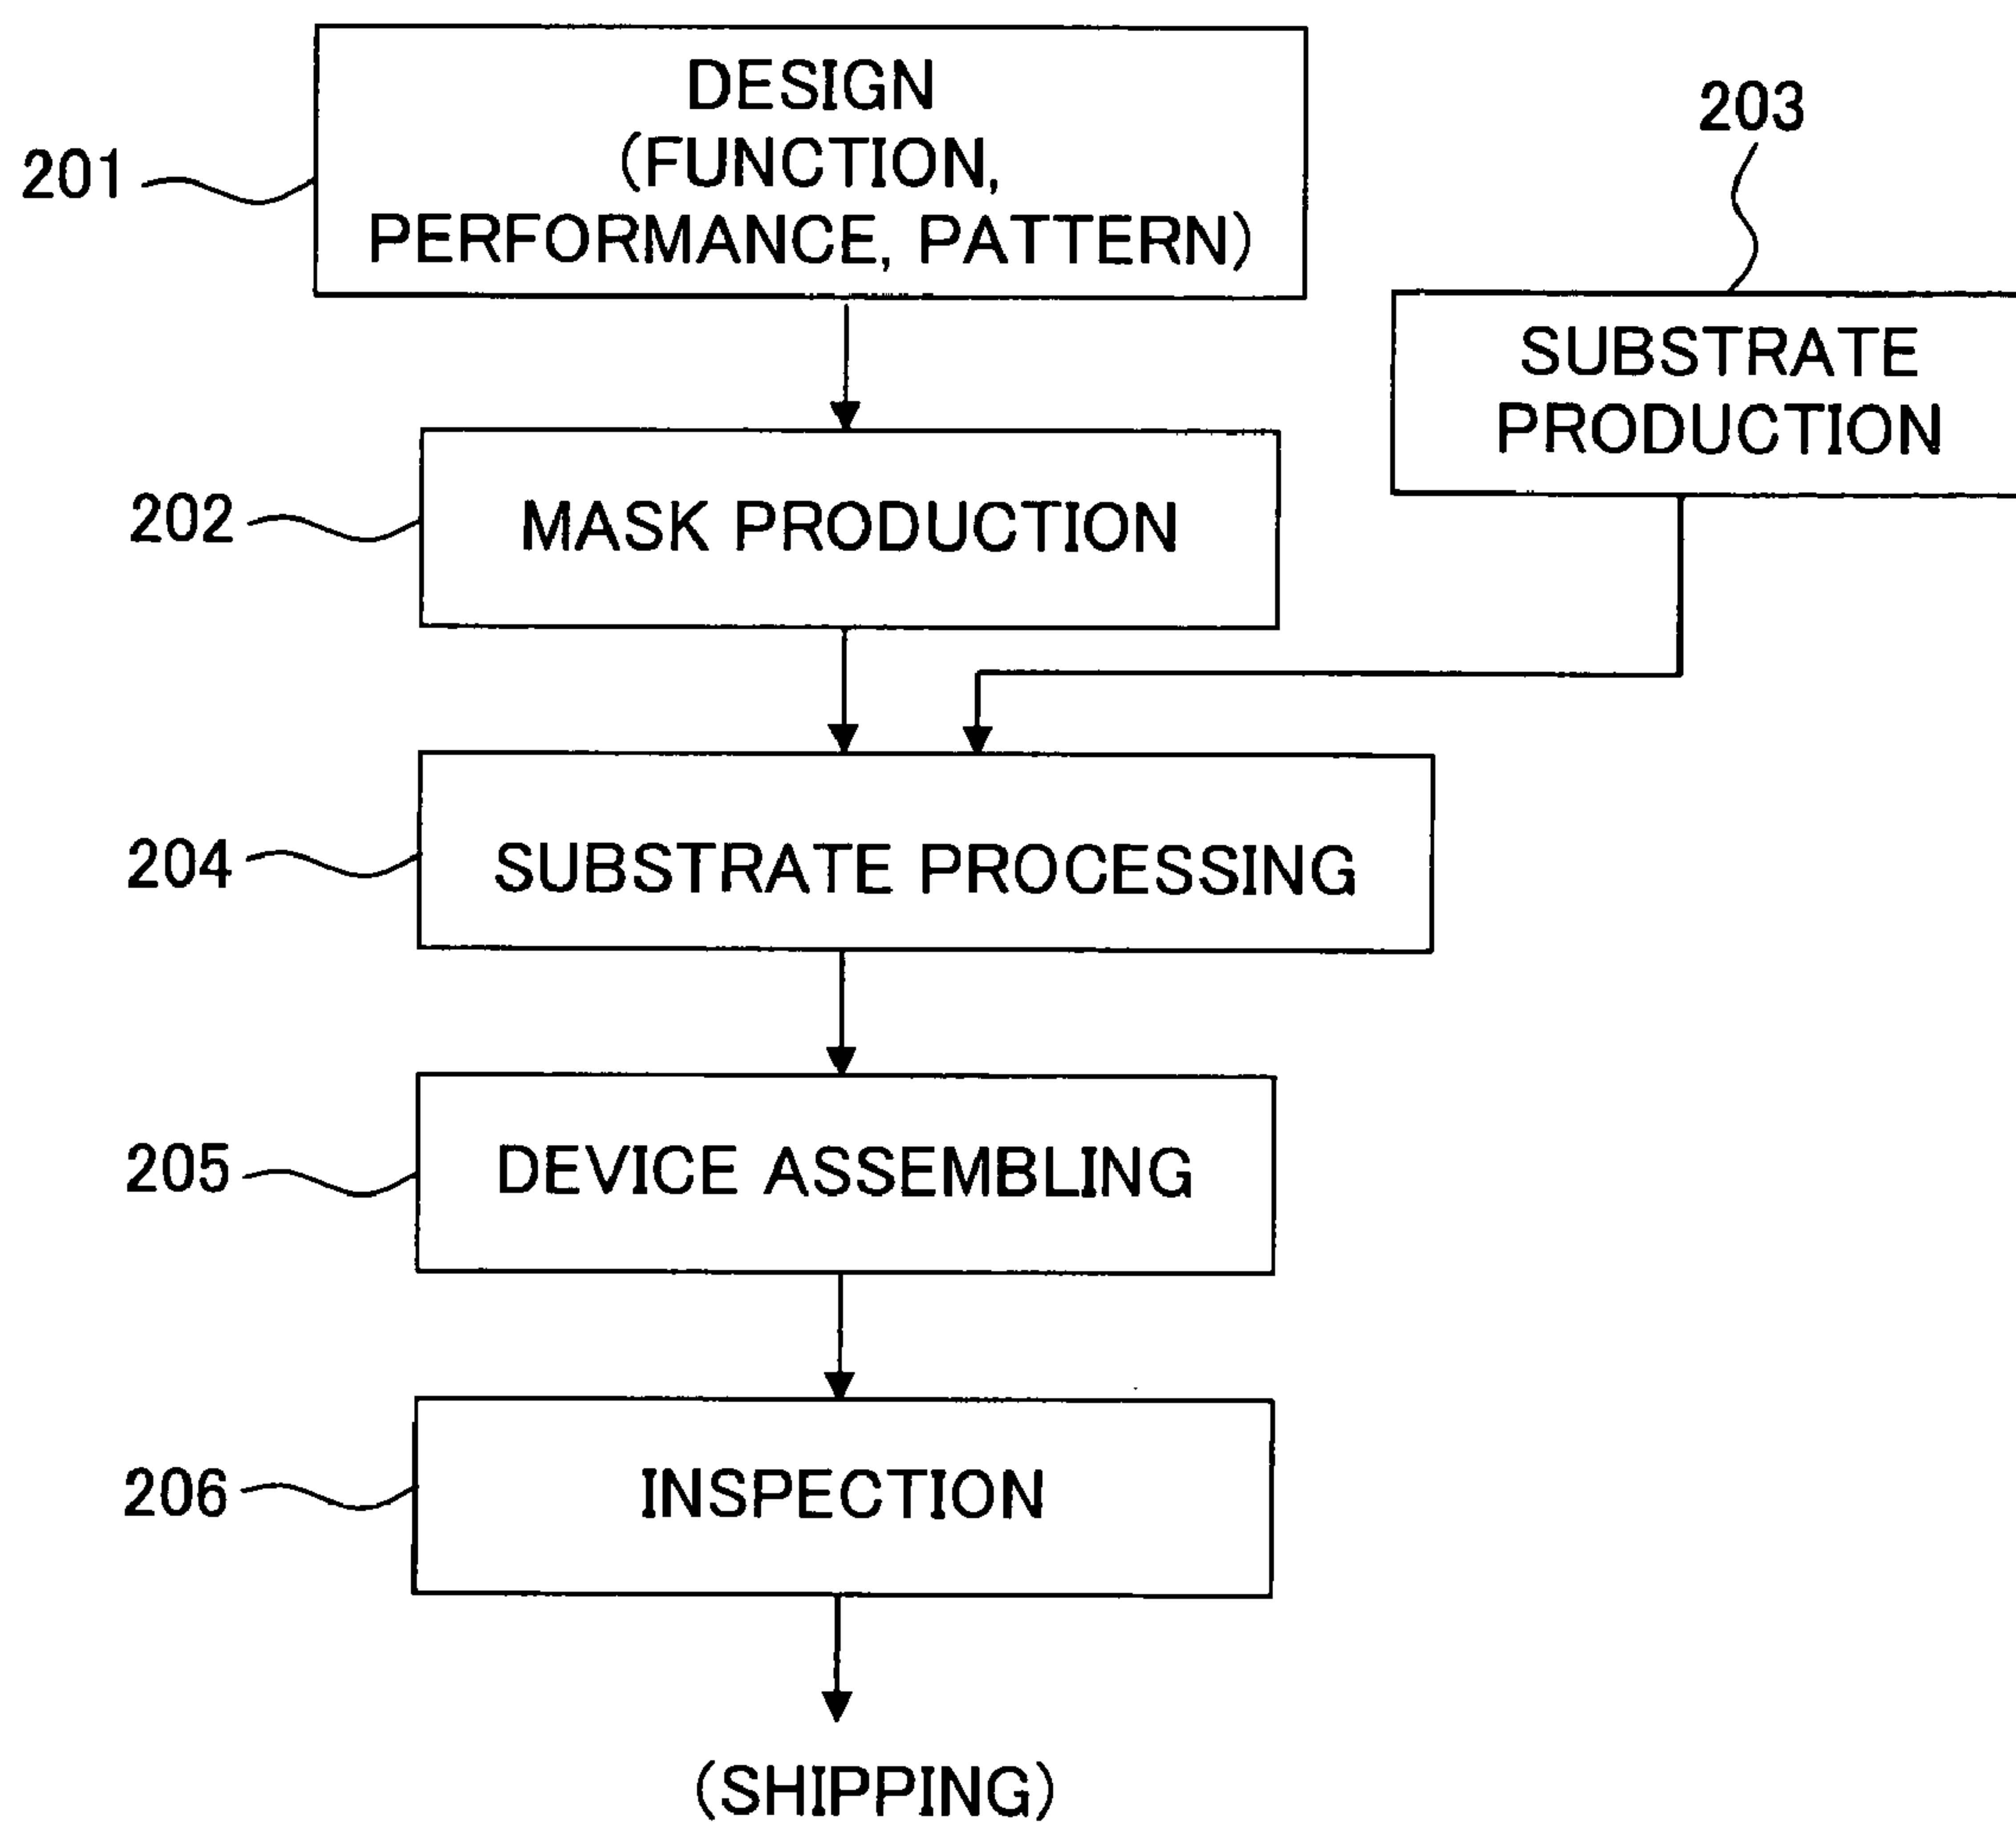 DESIGN
(FUNCTION,
PERFORMANCE, PATTERN)
201
203
SUBSTRATE
PRODUCTION
202
MASK PRODUCTION
204
SUBSTRATE PROCESSING
205
DEVICE ASSEMBLING
206
INSPECTION
(SHIPPING)